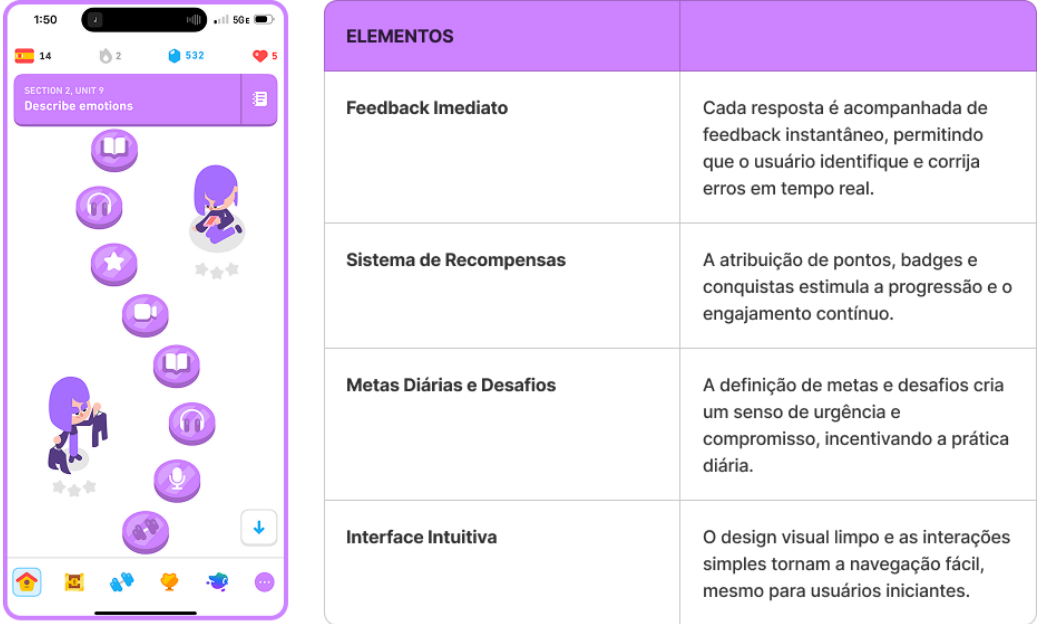 1:50
5GE
14
2
532
5
SECTION 2, UNIT 9
Describe emotions
ELEMENTOS
Feedback Imediato
Cada resposta é acompanhada de
feedback instantâneo, permitindo
que o usuário identifique e corrija
erros em tempo real.
Sistema de Recompensas
A atribuição de pontos, badges e
conquistas estimula a progressão e o
engajamento contínuo.
Metas Diárias e Desafios
A definição de metas e desafios cria
um senso de urgência e
compromisso, incentivando a prática
diária.
Interface Intuitiva
O design visual limpo e as interações
simples tornam a navegação fácil,
mesmo para usuários iniciantes.